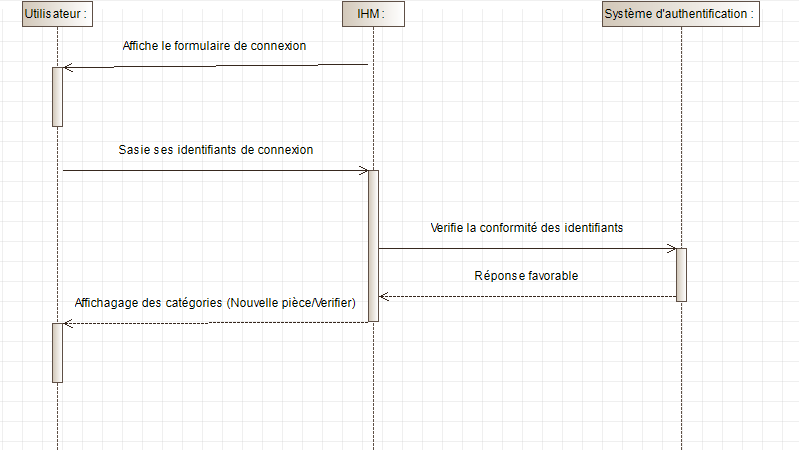 Utilisateur :
IHM :
Système d'authentification :
Affiche le formulaire de connexion
Sasie ses identifiants de connexion
Verifie la conformité des identifiants
Réponse favorable
Affichagage des catégories (Nouvelle pièce/Verifier)